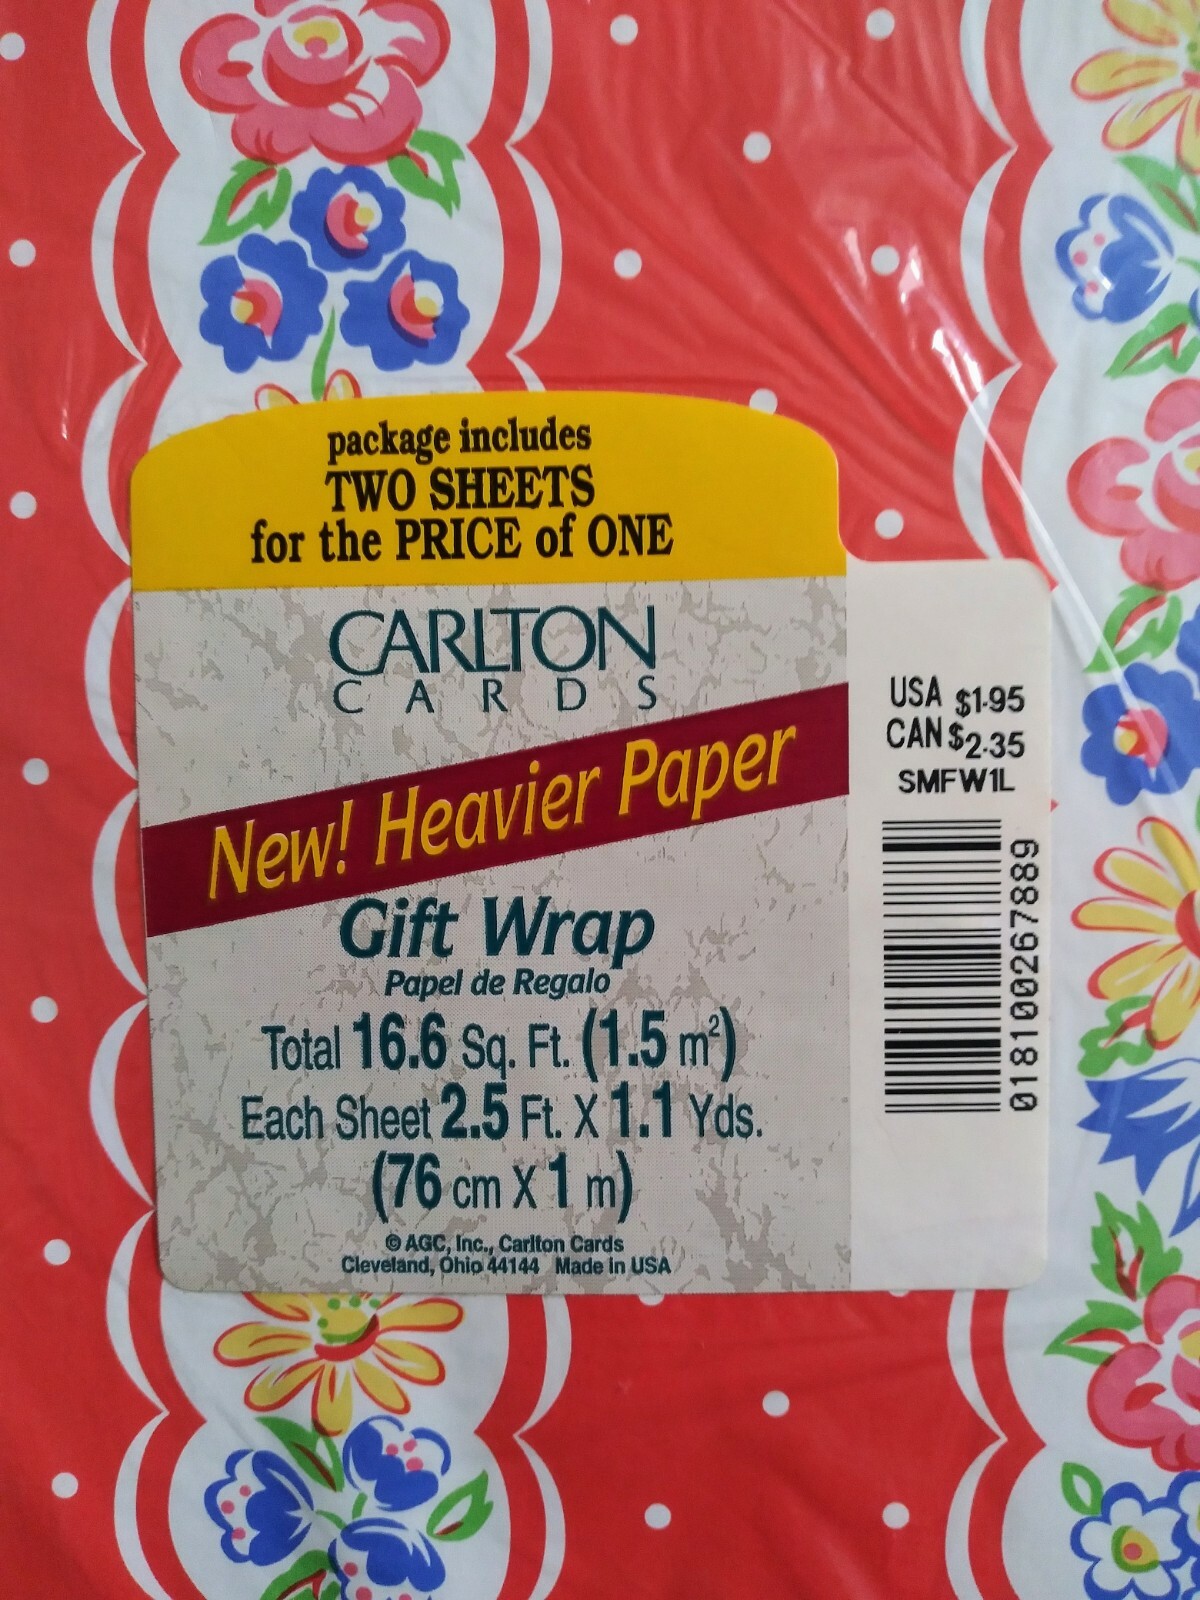 package includes
TWO SHEETS
for the PRICE of ONE
CARLTON
CARDS
New! Heavier Paper
Gift Wrap
Papel de Regalo
Total 16.6 Sq. Ft. (1.5 m²)
Each Sheet 2.5 Ft. X 1.1 Yds.
(76 cm X 1 m)
© AGC, Inc., Carlton Cards
Cleveland, Ohio 44144 Made in USA
USA $1.95
CAN $2.35
SMFW1L
018100267889